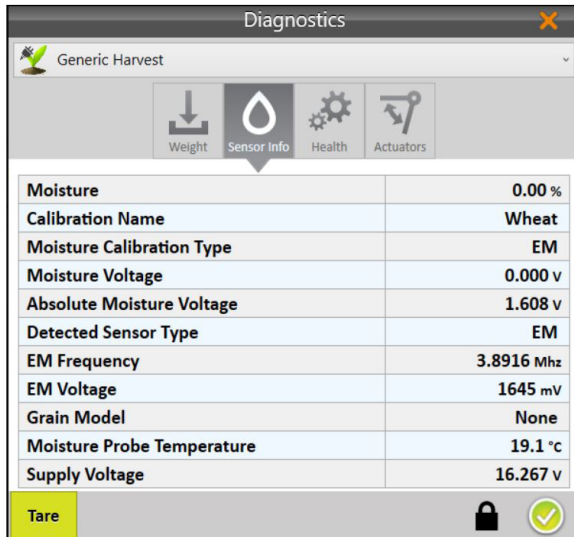 Diagnostics
Generic Harvest
Weight Sensor Info Health Actuators
Moisture 0.00 %
Calibration Name Wheat
Moisture Calibration Type EM
Moisture Voltage 0.000 V
Absolute Moisture Voltage 1.608 V
Detected Sensor Type EM
EM Frequency 3.8916 Mhz
EM Voltage 1645 mV
Grain Model None
Moisture Probe Temperature 19.1 °C
Supply Voltage 16.267 V
Tare